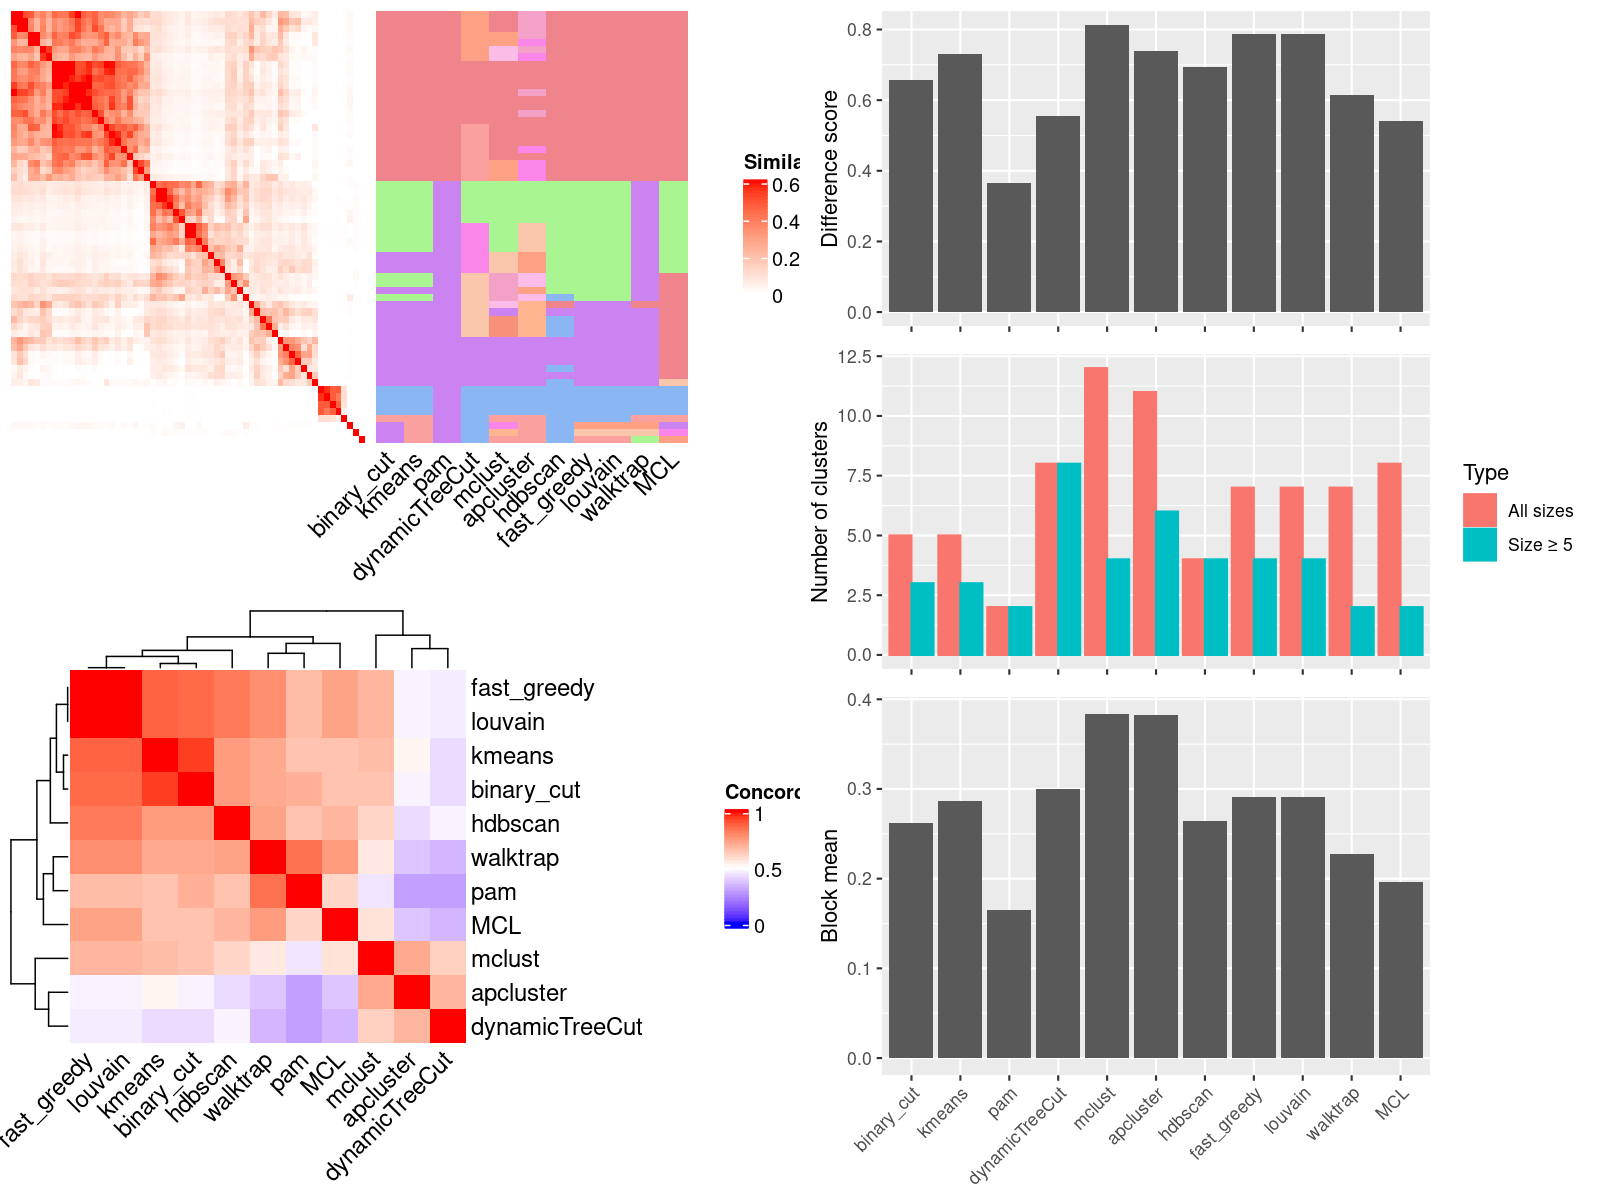 Simila
0.6
0.4
0.2
0
binary_cut
kmeans
pam
dynamicTreeCut
mclust
apcluster
hdbscan
fast_greedy
louvain
walktrap
MCL
fast_greedy
louvain
kmeans
binary_cut
hdbscan
walktrap
pam
MCL
mclust
apcluster
dynamicTreeCut
Concord
1
0.5
0
fast_greedy
louvain
kmeans
binary_cut
hdbscan
walktrap
pam
MCL
mclust
apcluster
dynamicTreeCut
Difference score
0.8
0.6
0.4
0.2
0.0
Number of clusters
12.5
10.0
7.5
5.0
2.5
0.0
Type
All sizes
Size ≥ 5
Block mean
0.4
0.3
0.2
0.1
0.0
binary_cut
kmeans
pam
dynamicTreeCut
mclust
apcluster
hdbscan
fast_greedy
louvain
walktrap
MCL